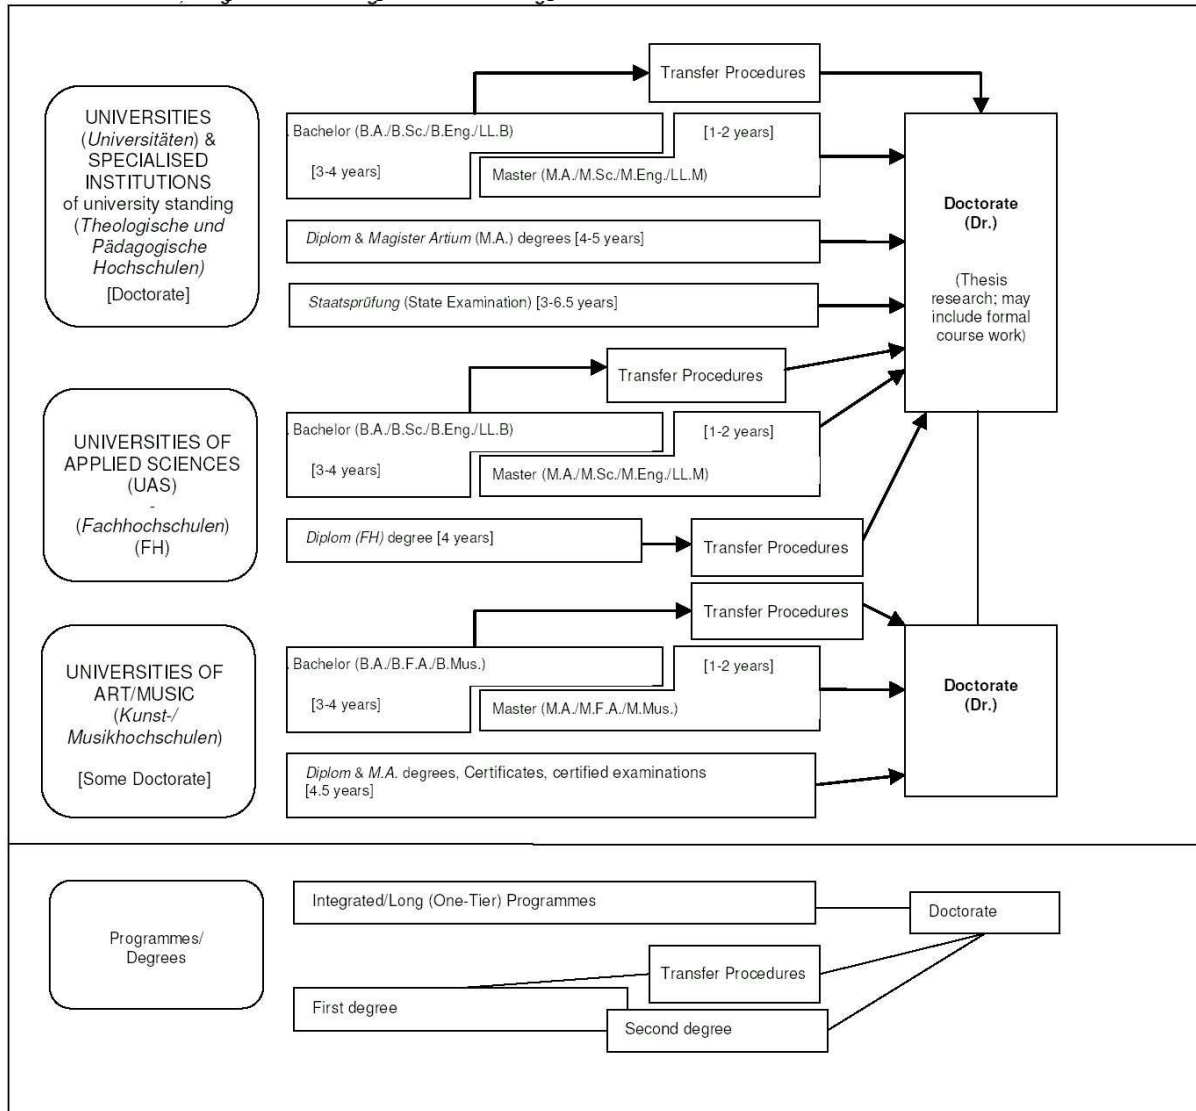 Transfer Procedures
UNIVERSITIES
(Universitäten) &
SPECIALISED
INSTITUTIONS
of university standing
(Theologische und
Pädagogische
Hochschulen)
[Doctorate]
. Bachelor (B.A./B.Sc./B.Eng./LL.B)
[1-2 years]
[3-4 years]
Master (M.A./M.Sc./M.Eng./LL.M)
Diplom & Magister Artium (M.A.) degrees [4-5 years]
Staatsprüfung (State Examination) [3-6.5 years]
Doctorate
(Dr.)
(Thesis
research; may
include formal
course work)
Transfer Procedures
UNIVERSITIES OF
APPLIED SCIENCES
(UAS)
-
(Fachhochschulen)
(FH)
. Bachelor (B.A./B.Sc./B.Eng./LL.B)
[1-2 years]
[3-4 years]
Master (M.A./M.Sc./M.Eng./LL.M)
Diplom (FH) degree [4 years]
Transfer Procedures
Transfer Procedures
UNIVERSITIES OF
ART/MUSIC
(Kunst-/
Musikhochschulen)
[Some Doctorate]
. Bachelor (B.A./B.F.A./B.Mus.)
[1-2 years]
[3-4 years]
Master (M.A./M.F.A./M.Mus.)
Diplom & M.A. degrees, Certificates, certified examinations
[4.5 years]
Doctorate
(Dr.)
Programmes/
Degrees
Integrated/Long (One-Tier) Programmes
Doctorate
Transfer Procedures
First degree
Second degree